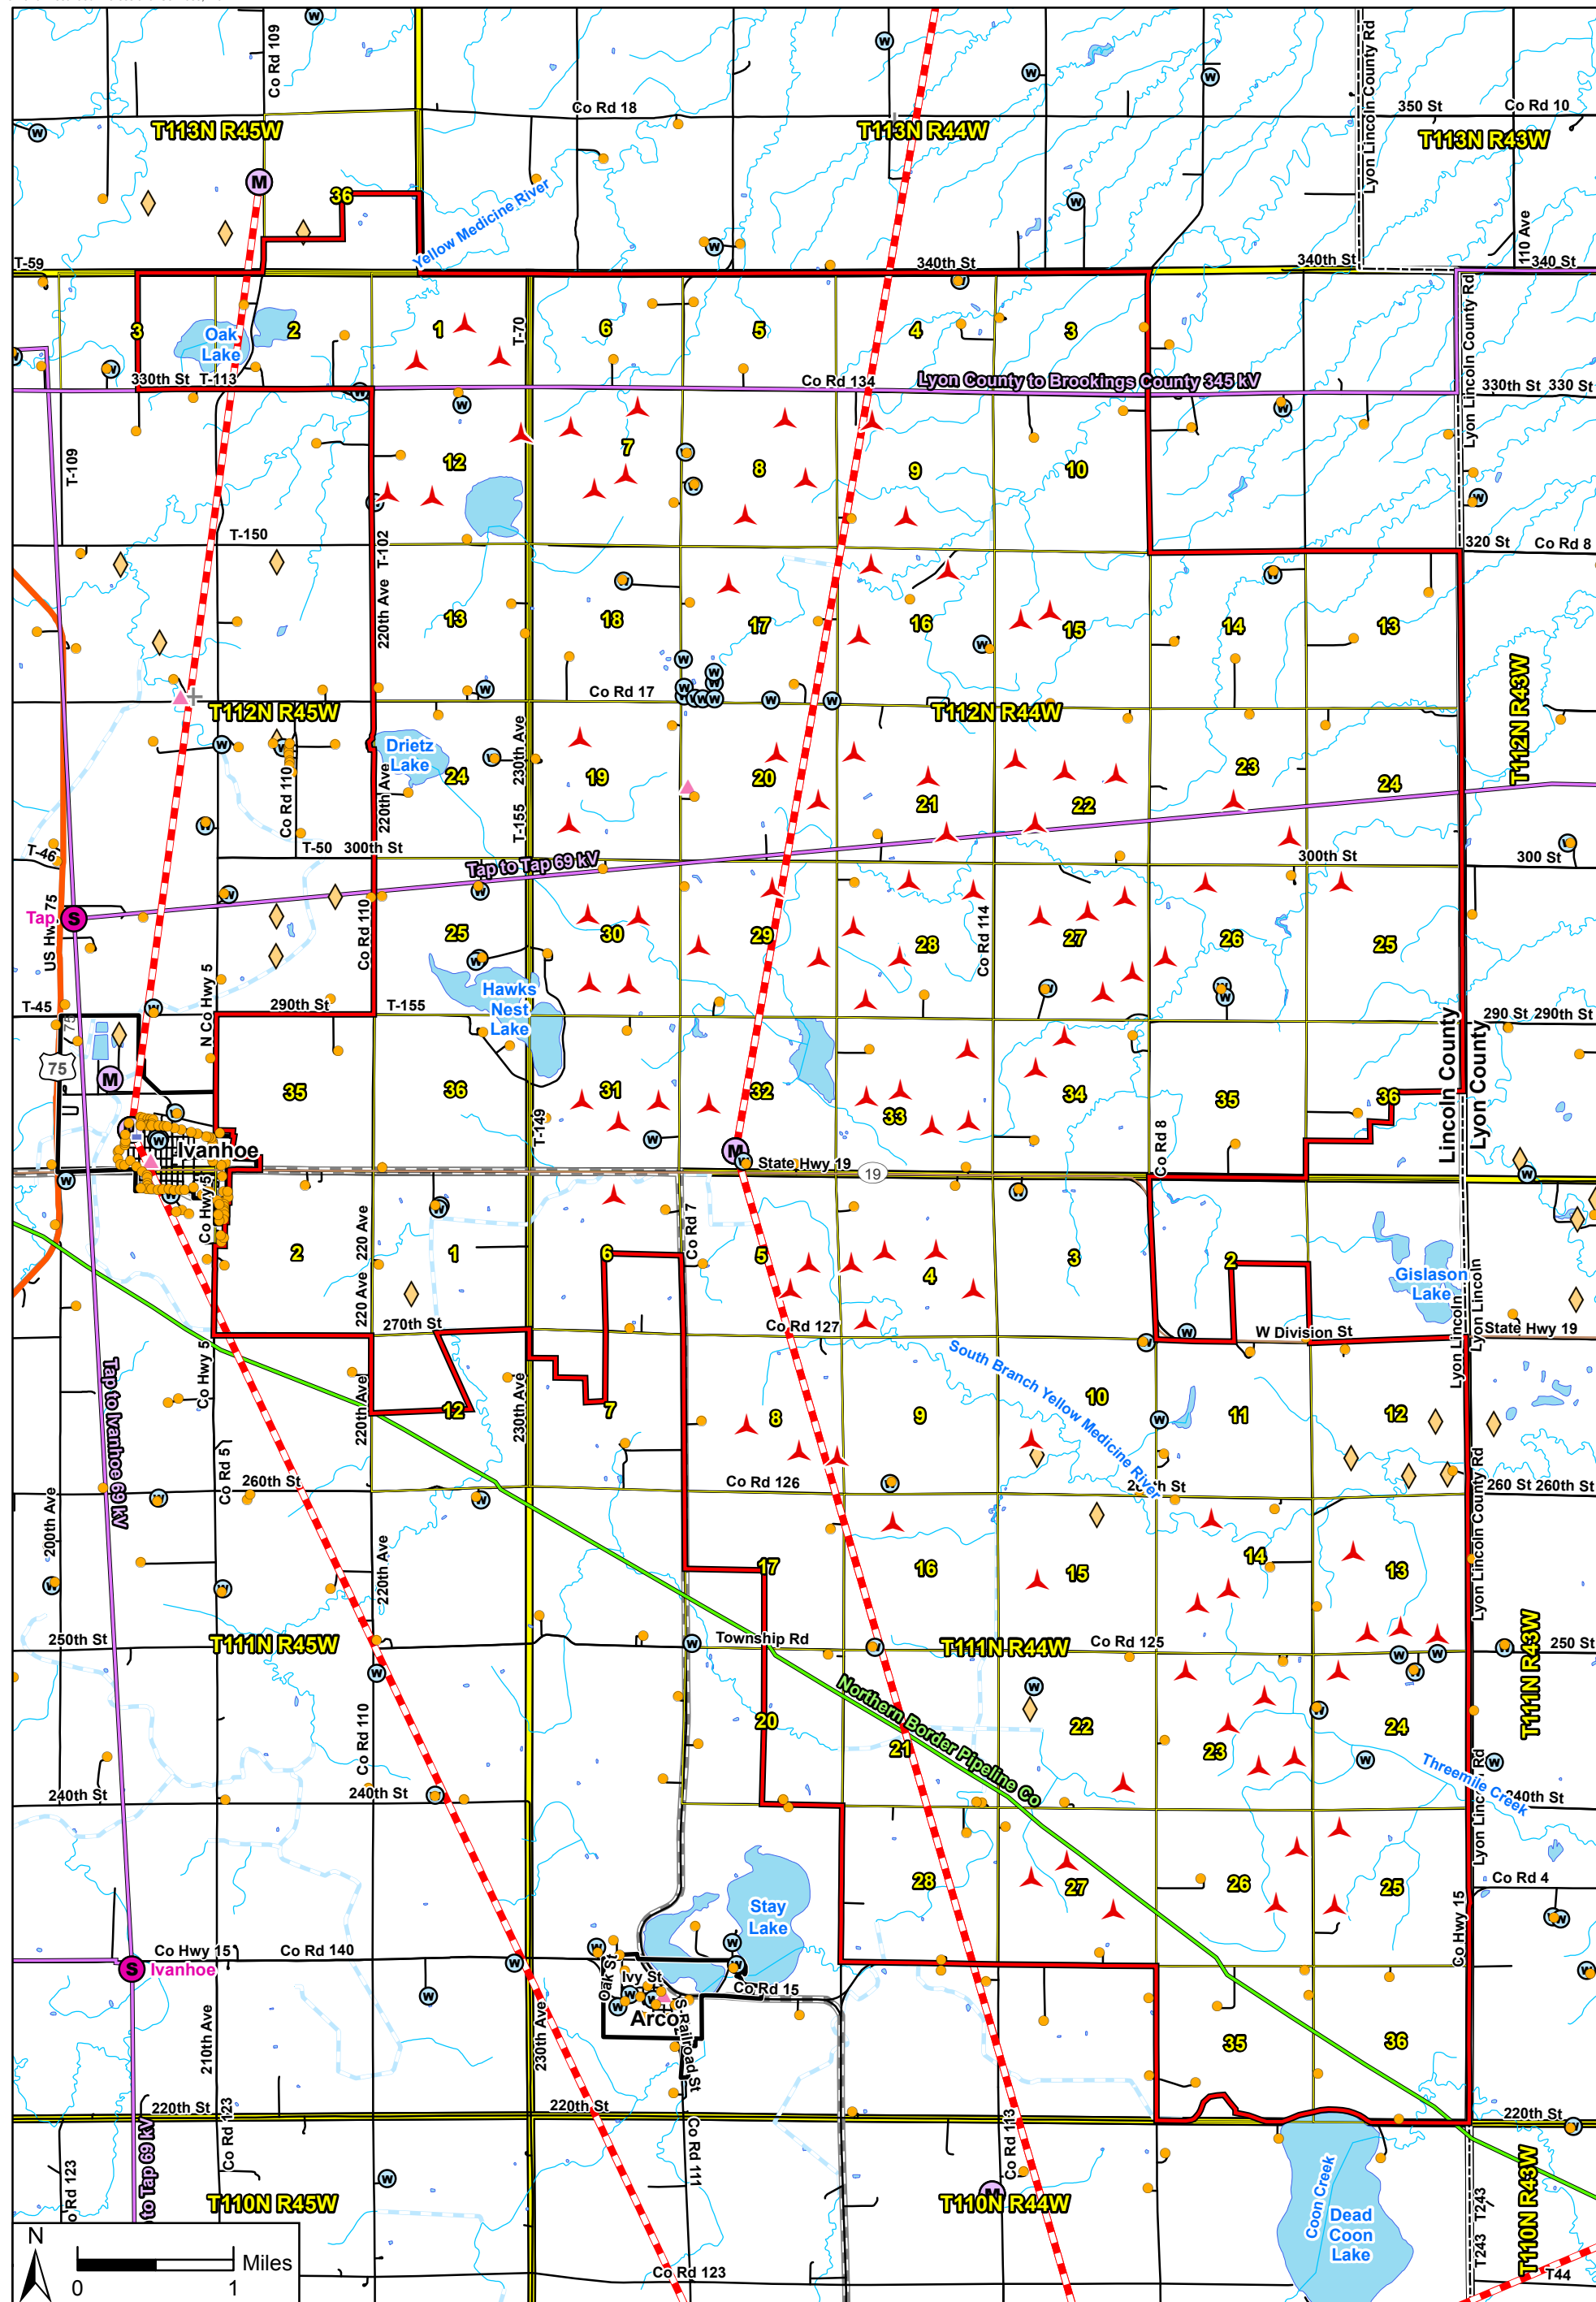 Co Rd 109
Lyon Lincoln County Rd
Co Rd 18
350 St
Co Rd 10
T113N R45W
T113N R44W
T113N R43W
M
36
Yellow Medicine River
1110 Ave
T-59
340th St
340th St
340 St
3
Oak
Lake
2
1
T-70
6
5
4
3
Lyon Lincoln County Rd
330th St
T-113
Co Rd 134
Lyon County to Brookings County 345 kV
330th St
330 St
T-109
12
7
8
9
10
T-150
T-102
320 St
Co Rd 8
220th Ave
13
18
17
16
15
14
13
T112N R43W
Co Rd 17
T112N R45W
T112N R44W
Drietz
Lake
230th Ave
24
19
20
21
22
23
24
Co Rd 110
220th Ave
T-155
T-46
T-50
300th St
Tap to Tap 69 kV
300th St
300 St
Tap
S
US Hwy 75
Co Rd 110
25
30
29
28
Co Rd 114
27
26
25
N Co Hwy 5
Hawks
Nest
Lake
T-45
290th St
T-155
290 St
290th St
75
M
35
36
31
32
33
34
35
36
Lincoln County
Lyon County
T-149
Ivanhoe
M
State Hwy 19
19
Co Rd 8
Co Hwy 5
220 Ave
2
1
6
Co Rd 7
5
4
3
2
Gislason
Lake
220 Ave
270th St
Co Rd 127
W Division St
State Hwy 19
Lyon Lincoln
Lyon Lincoln
Tap to Ivanhoe 69 kV
Co Hwy 5
220th Ave
12
230th Ave
7
8
9
South Branch Yellow Medicine River
10
11
12
Co Rd 5
260th St
Co Rd 126
260 St
260th St
200th Ave
220th Ave
17
16
15
14
13
Lyon Lincoln County Rd
250th St
T111N R45W
Township Rd
T111N R44W
Co Rd 125
250 St
T111N R43W
Northern Border Pipeline Co
Co Rd 110
20
21
22
23
24
Threemile Creek
240th St
240th St
240th St
28
27
26
25
Co Rd 4
Stay
Lake
Co Hwy 15
Co Hwy 15
Co Rd 140
S
Ivanhoe
Oak St
Ivy St
Co Rd 15
Arco
S Railroad St
210th Ave
230th Ave
35
36
220th St
220th St
220th St
Co Rd 123
Co Rd 111
Co Rd 113
T110N R45W
M
T110N R44W
T110N R43W
Coon Creek
Dead
Coon
Lake
T243
T243
N
Miles
0
1
Co Rd 123
T44